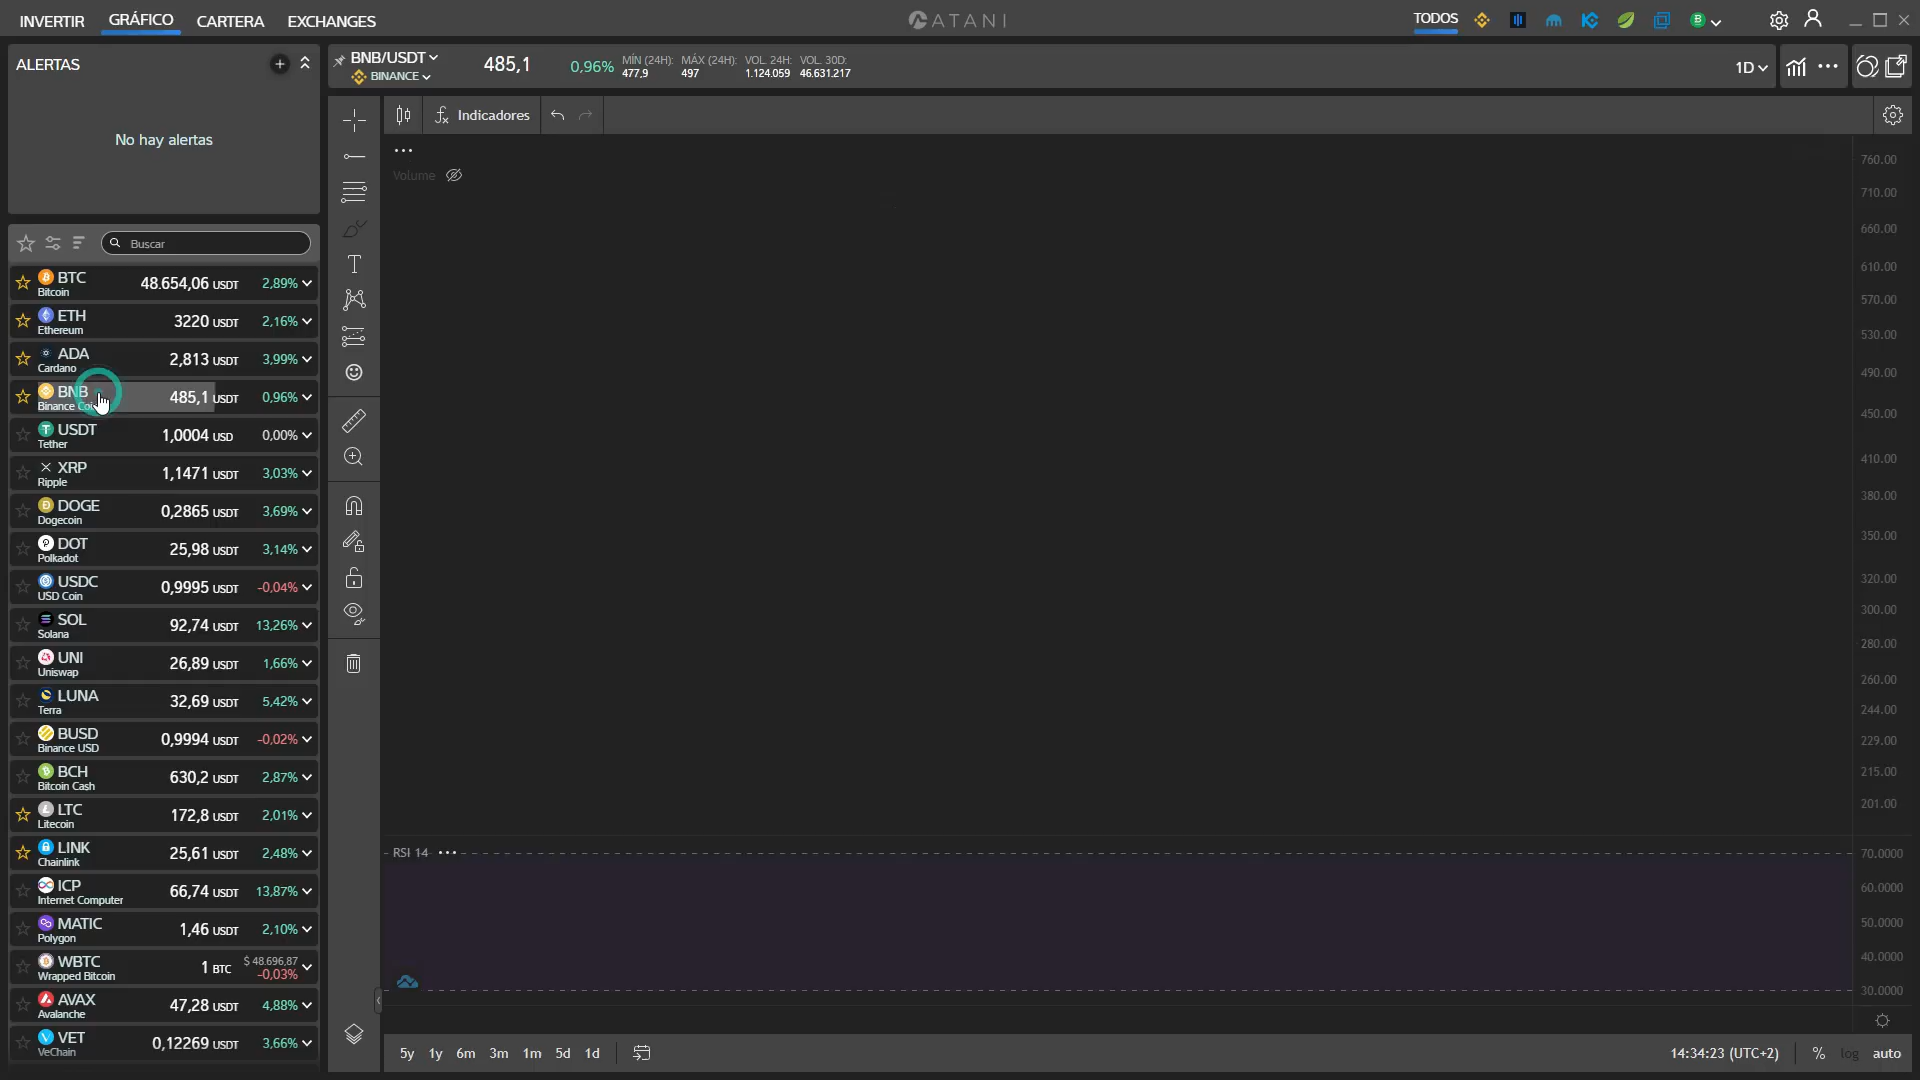 INVERTIR GRÁFICO CARTERA EXCHANGES
ATANI
TODOS
ALERTAS
No hay alertas
BNB/USDT
BINANCE
485,1
0,96%
MÍN (24H): MÁX (24H): VOL. 24H: VOL. 30D:
477,9 497 1.124.059 46.631.217
1D
Indicadores
Volume
Buscar
BTC 48.654,06 USDT 2,89%
Bitcoin
ETH 3220 USDT 2,16%
Ethereum
ADA 2,813 USDT 3,99%
Cardano
BNB 485,1 USDT 0,96%
Binance Coin
USDT 1,0004 USD 0,00%
Tether
XRP 1,1471 USDT 3,03%
Ripple
DOGE 0,2865 USDT 3,69%
Dogecoin
DOT 25,98 USDT 3,14%
Polkadot
USDC 0,9995 USDT -0,04%
USD Coin
SOL 92,74 USDT 13,26%
Solana
UNI 26,89 USDT 1,66%
Uniswap
LUNA 32,69 USDT 5,42%
Terra
BUSD 0,9994 USDT -0,02%
Binance USD
BCH 630,2 USDT 2,87%
Bitcoin Cash
LTC 172,8 USDT 2,01%
Litecoin
LINK 25,61 USDT 2,48%
Chainlink
ICP 66,74 USDT 13,87%
Internet Computer
MATIC 1,46 USDT 2,10%
Polygon
WBTC 1 BTC $ 48.696,87
Wrapped Bitcoin -0,03%
AVAX 47,28 USDT 4,88%
Avalanche
VET 0,12269 USDT 3,66%
VeChain
760.00
710.00
660.00
610.00
570.00
530.00
490.00
450.00
410.00
380.00
350.00
320.00
300.00
280.00
260.00
244.00
229.00
215.00
201.00
RSI 14
70.0000
60.0000
50.0000
40.0000
30.0000
5y 1y 6m 3m 1m 5d 1d
14:34:23 (UTC+2) % log auto